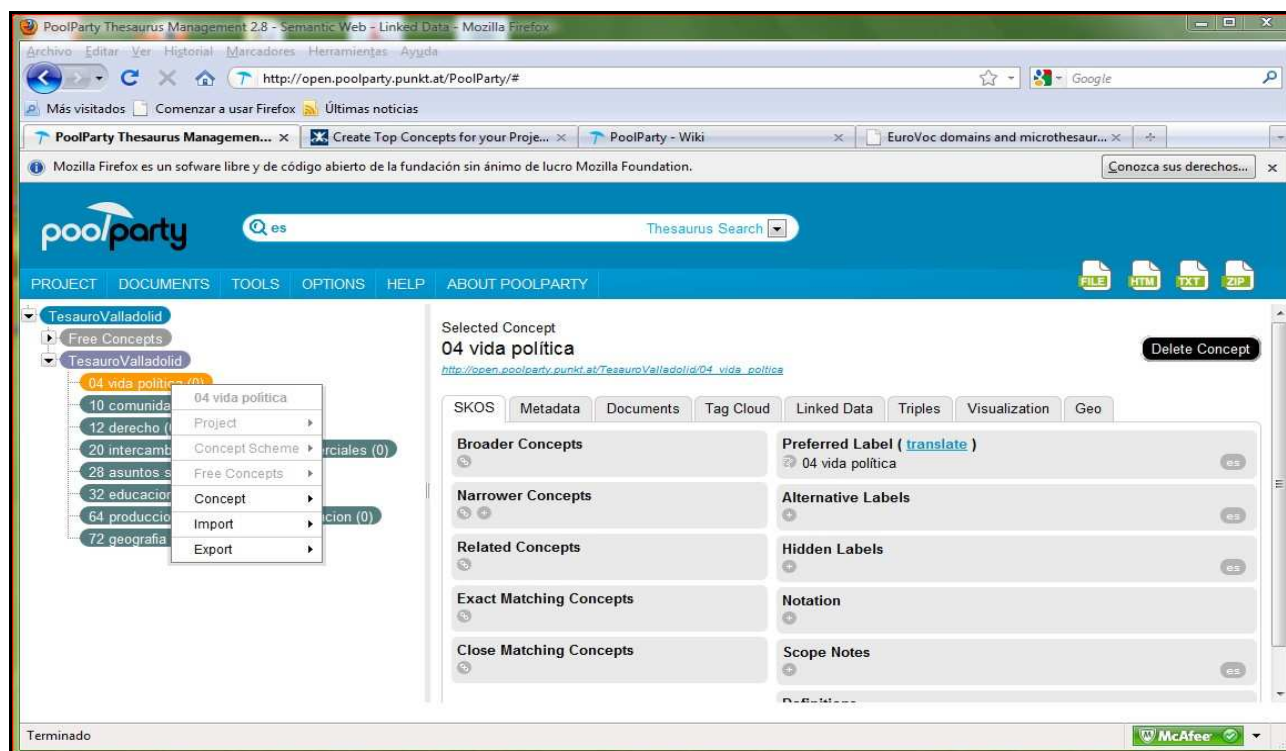 PoolParty Thesaurus Management 2.8 - Semantic Web - Linked Data - Mozilla Firefox
Archivo Editar Ver Historial Marcadores Herramientas Ayuda
http://open.poolparty.punkt.at/PoolParty/# Google
Más visitados Comenzar a usar Firefox Últimas noticias
PoolParty Thesaurus Managemen... Create Top Concepts for your Proje... PoolParty - Wiki EuroVoc domains and microthesaur...
Mozilla Firefox es un sofware libre y de código abierto de la fundación sin ánimo de lucro Mozilla Foundation. Conozca sus derechos...
poolparty es Thesaurus Search
PROJECT DOCUMENTS TOOLS OPTIONS HELP ABOUT POOLPARTY FILE HTM TXT ZIP
TesauroValladolid
Free Concepts
TesauroValladolid
04 vida política (0)
10 comunida
12 derecho (
20 intercamb erciales (0)
28 asuntos s
32 educacion
64 produccio ncion (0)
72 geografia
04 vida política
Project
Concept Scheme
Free Concepts
Concept
Import
Export
Selected Concept
04 vida política
Delete Concept
http://open.poolparty.punkt.at/TesauroValladolid/04_vida_poltica
SKOS Metadata Documents Tag Cloud Linked Data Triples Visualization Geo
Broader Concepts
Narrower Concepts
Related Concepts
Exact Matching Concepts
Close Matching Concepts
Preferred Label ( translate )
04 vida política es
Alternative Labels
es
Hidden Labels
es
Notation
Scope Notes
es
Definitions
Terminado McAfee